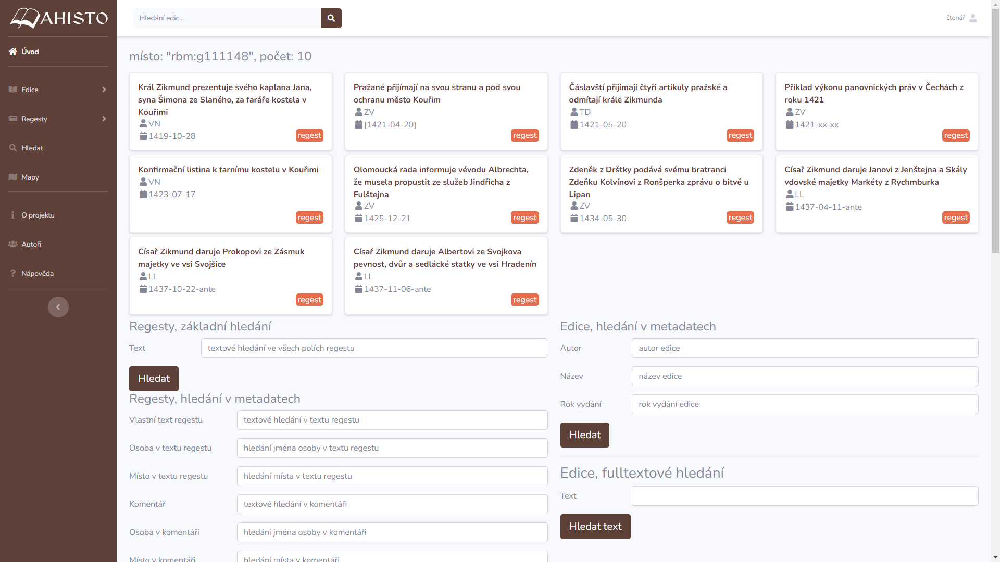 AHISTO
Úvod
Edice
Regesty
Hledat
Mapy
O projektu
Autoři
Nápověda
Hledání edic...
čtenář
místo: "rbm:g111148", počet: 10
Král Zikmund prezentuje svého kaplana Jana,
syna Šimona ze Slaného, za faráře kostela v
Kouřimi
VN
1419-10-28
regest
Pražané přijímají na svou stranu a pod svou
ochranu město Kouřim
ZV
[1421-04-20]
regest
Čáslavští přijímají čtyři artikuly pražské a
odmítají krále Zikmunda
TD
1421-05-20
regest
Příklad výkonu panovnických práv v Čechách z
roku 1421
ZV
1421-xx-xx
regest
Konfirmační listina k farnímu kostelu v Kouřimi
VN
1423-07-17
regest
Olomoucká rada informuje vévodu Albrechta,
že musela propustit ze služeb Jindřicha z
Fulštejna
ZV
1425-12-21
regest
Zdeněk z Drštky podává svému bratranci
Zdeňku Kolvínovi z Ronšperka zprávu o bitvě u
Lipan
ZV
1434-05-30
regest
Císař Zikmund daruje Janovi z Jenštejna a Skály
vdovské majetky Markéty z Rychmburka
LL
1437-04-11-ante
regest
Císař Zikmund daruje Prokopovi ze Zásmuk
majetky ve vsi Svojšice
LL
1437-10-22-ante
regest
Císař Zikmund daruje Albertovi ze Svojkova
pevnost, dvůr a sedlácké statky ve vsi Hradenín
LL
1437-11-06-ante
regest
Regesty, základní hledání
Text
textové hledání ve všech polích regestu
Hledat
Regesty, hledání v metadatech
Vlastní text regestu
textové hledání v textu regestu
Osoba v textu regestu
hledání jména osoby v textu regestu
Místo v textu regestu
hledání místa v textu regestu
Komentář
textové hledání v komentáři
Osoba v komentáři
hledání jména osoby v komentáři
Místo v komentáři
hledání místa v komentáři
Edice, hledání v metadatech
Autor
autor edice
Název
název edice
Rok vydání
rok vydání edice
Hledat
Edice, fulltextové hledání
Text
Hledat text